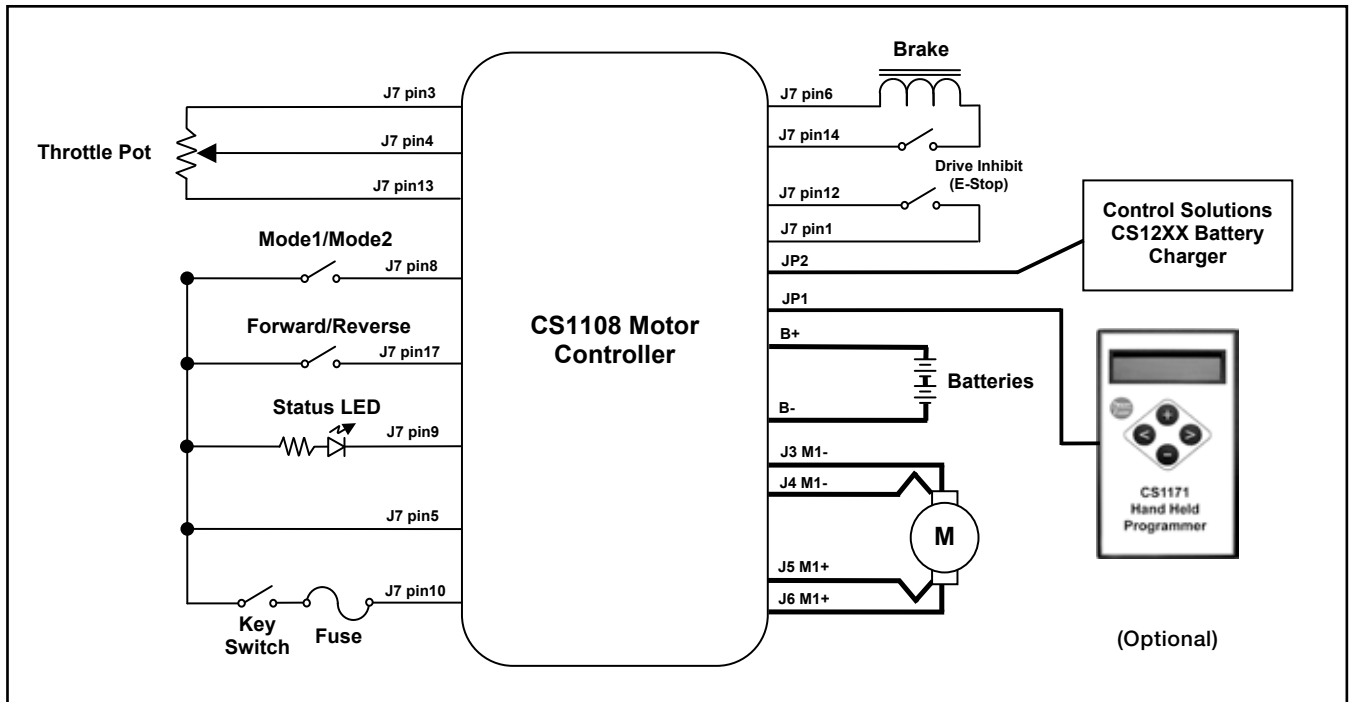 Throttle Pot
J7 pin3
J7 pin4
J7 pin13
Mode1/Mode2
J7 pin8
Forward/Reverse
J7 pin17
Status LED
J7 pin9
J7 pin5
J7 pin10
Key
Switch
Fuse
CS1108 Motor
Controller
Brake
J7 pin6
J7 pin14
Drive Inhibit
(E-Stop)
J7 pin12
J7 pin1
JP2
JP1
B+
Batteries
B-
J3 M1-
J4 M1-
M
J5 M1+
J6 M1+
Control Solutions
CS12XX Battery
Charger
+
<
>
−
CS1171
Hand Held
Programmer
(Optional)